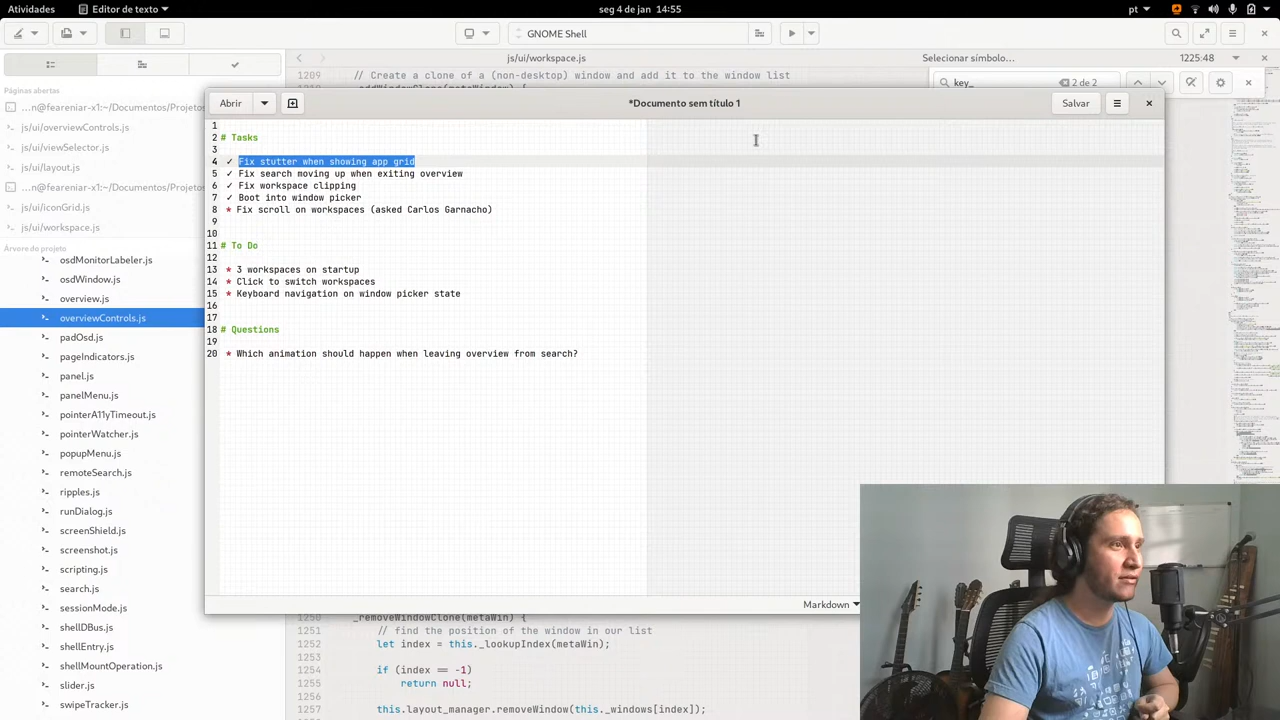 Atividades
Editor de texto
seg 4 de jan 14:55
pt
GNOME Shell
js/ui/workspace.js
Selecionar símbolo...
1225:48
key_
2 de 2
1209 // Create a clone of a (non-desktop) window and add it to the window list
Páginas abertas
...n@feareniar-x1:~/Documentos/Projetos
js/ui/overviewControls.js
js/ui/viewSelector.js
js/ui/layout.js
...n@feareniar-x1:~/Documentos/Projetos
js/ui/iconGrid.js
js/ui/workspace.js
Árvore do projeto
osdMonitorLabeler.js
osdWindow.js
overview.js
overviewControls.js
padOsd.js
pageIndicators.js
panel.js
panelMenu.js
pointerA11yTimeout.js
pointerWatcher.js
popupMenu.js
remoteSearch.js
ripples.js
runDialog.js
screenShield.js
screenshot.js
scripting.js
search.js
sessionMode.js
shellDBus.js
shellEntry.js
shellMountOperation.js
slider.js
swipeTracker.js
Abrir
*Documento sem título 1
Salvar
1
2 # Tasks
3
4 ✓ Fix stutter when showing app grid
5 ✓ Fix search moving up when exiting overview
6 ✓ Fix workspace clipping
7 ✓ Boot into window picker
8 * Fix scroll on workspaces (asked Carlos Garnacho)
9
10
11 # To Do
12
13 * 3 workspaces on startup
14 * Click to switch workspaces
15 * Keyboard navigation on window picker state
16
17
18 # Questions
19
20 * Which animation should happen when leaving overview from app grid?
Markdown
1250 _removeWindowClone(metaWin) {
1251 // find the position of the window in our list
1252 let index = this._lookupIndex(metaWin);
1253
1254 if (index == -1)
1255 return null;
1256
1257 this.layout_manager.removeWindow(this._windows[index]);